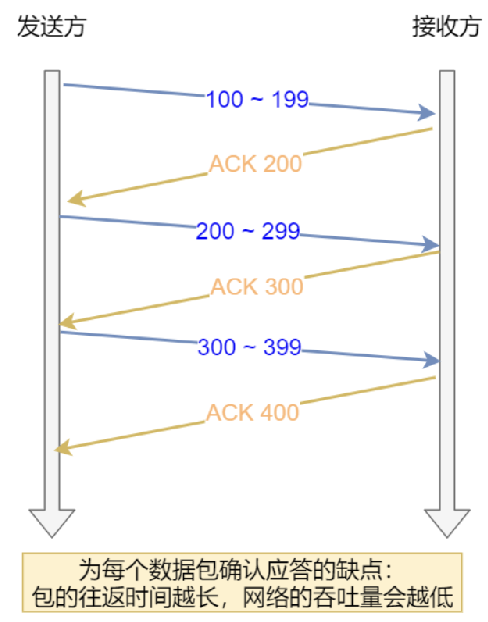 发送方
接收方
100 ~ 199
ACK 200
200 ~ 299
ACK 300
300 ~ 399
ACK 400
为每个数据包确认应答的缺点：
包的往返时间越长，网络的吞吐量会越低